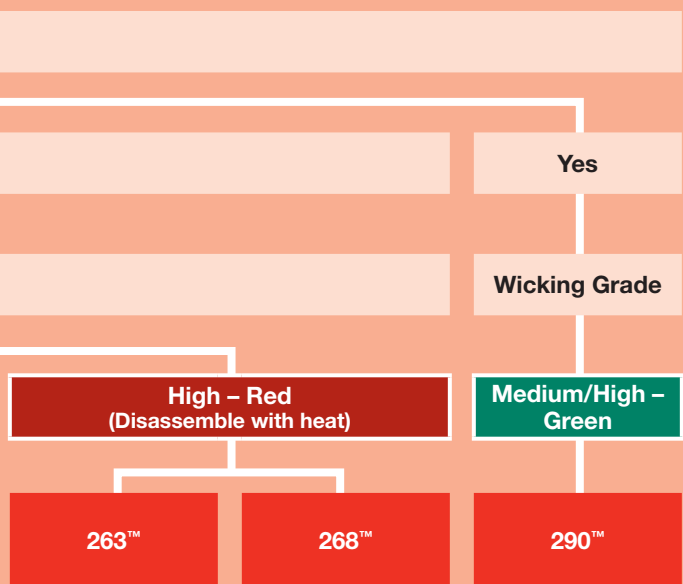 Yes
Wicking Grade
High – Red
(Disassemble with heat)
Medium/High –
Green
263™
268™
290™